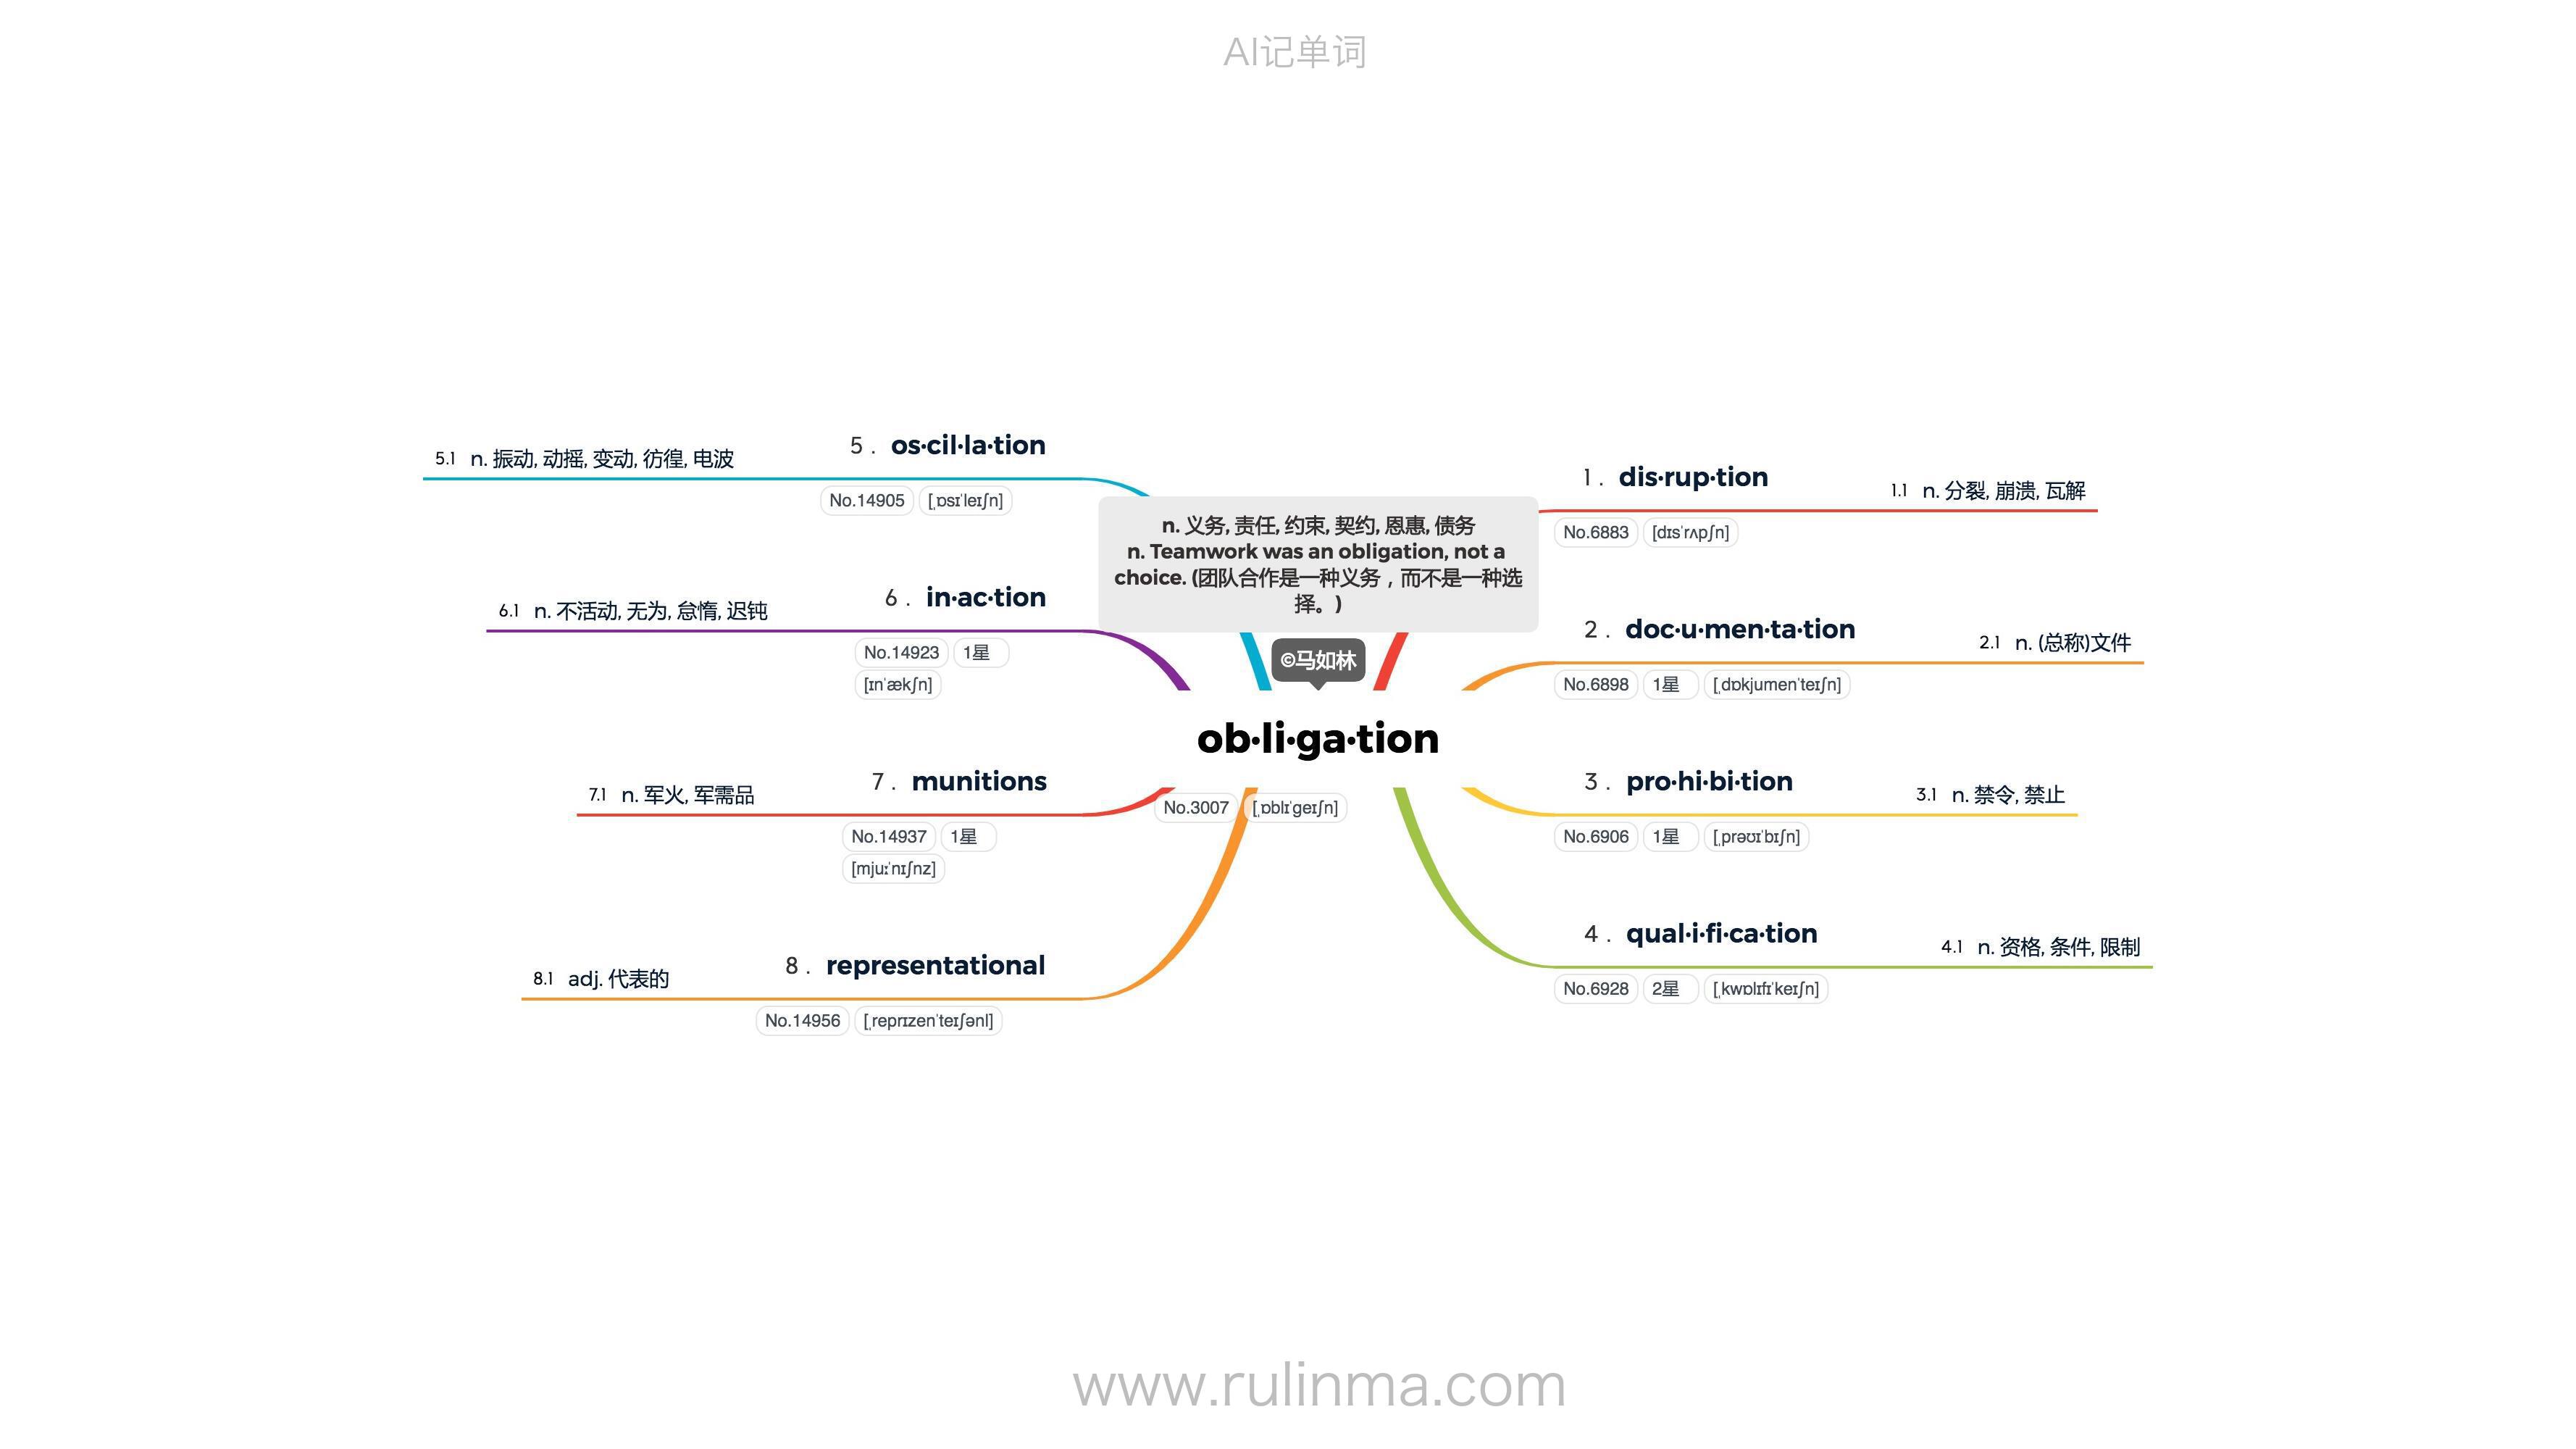 AI记单词
n. 义务, 责任, 约束, 契约, 恩惠, 债务
n. Teamwork was an obligation, not a
choice. (团队合作是一种义务，而不是一种选
择。)
©马如林
ob·li·ga·tion
No.3007 [ˌɒblɪˈɡeɪʃn]
1. dis·rup·tion
No.6883 [dɪsˈrʌpʃn]
1.1 n. 分裂, 崩溃, 瓦解
2. doc·u·men·ta·tion
No.6898 1星 [ˌdɒkjumenˈteɪʃn]
2.1 n. (总称)文件
3. pro·hi·bi·tion
No.6906 1星 [ˌprəʊɪˈbɪʃn]
3.1 n. 禁令, 禁止
4. qual·i·fi·ca·tion
No.6928 2星 [ˌkwɒlɪfɪˈkeɪʃn]
4.1 n. 资格, 条件, 限制
5. os·cil·la·tion
No.14905 [ˌɒsɪˈleɪʃn]
5.1 n. 振动, 动摇, 变动, 彷徨, 电波
6. in·ac·tion
No.14923 1星
[ɪnˈækʃn]
6.1 n. 不活动, 无为, 怠惰, 迟钝
7. munitions
No.14937 1星
[mjuːˈnɪʃnz]
7.1 n. 军火, 军需品
8. representational
No.14956 [ˌreprɪzenˈteɪʃənl]
8.1 adj. 代表的
www.rulinma.com